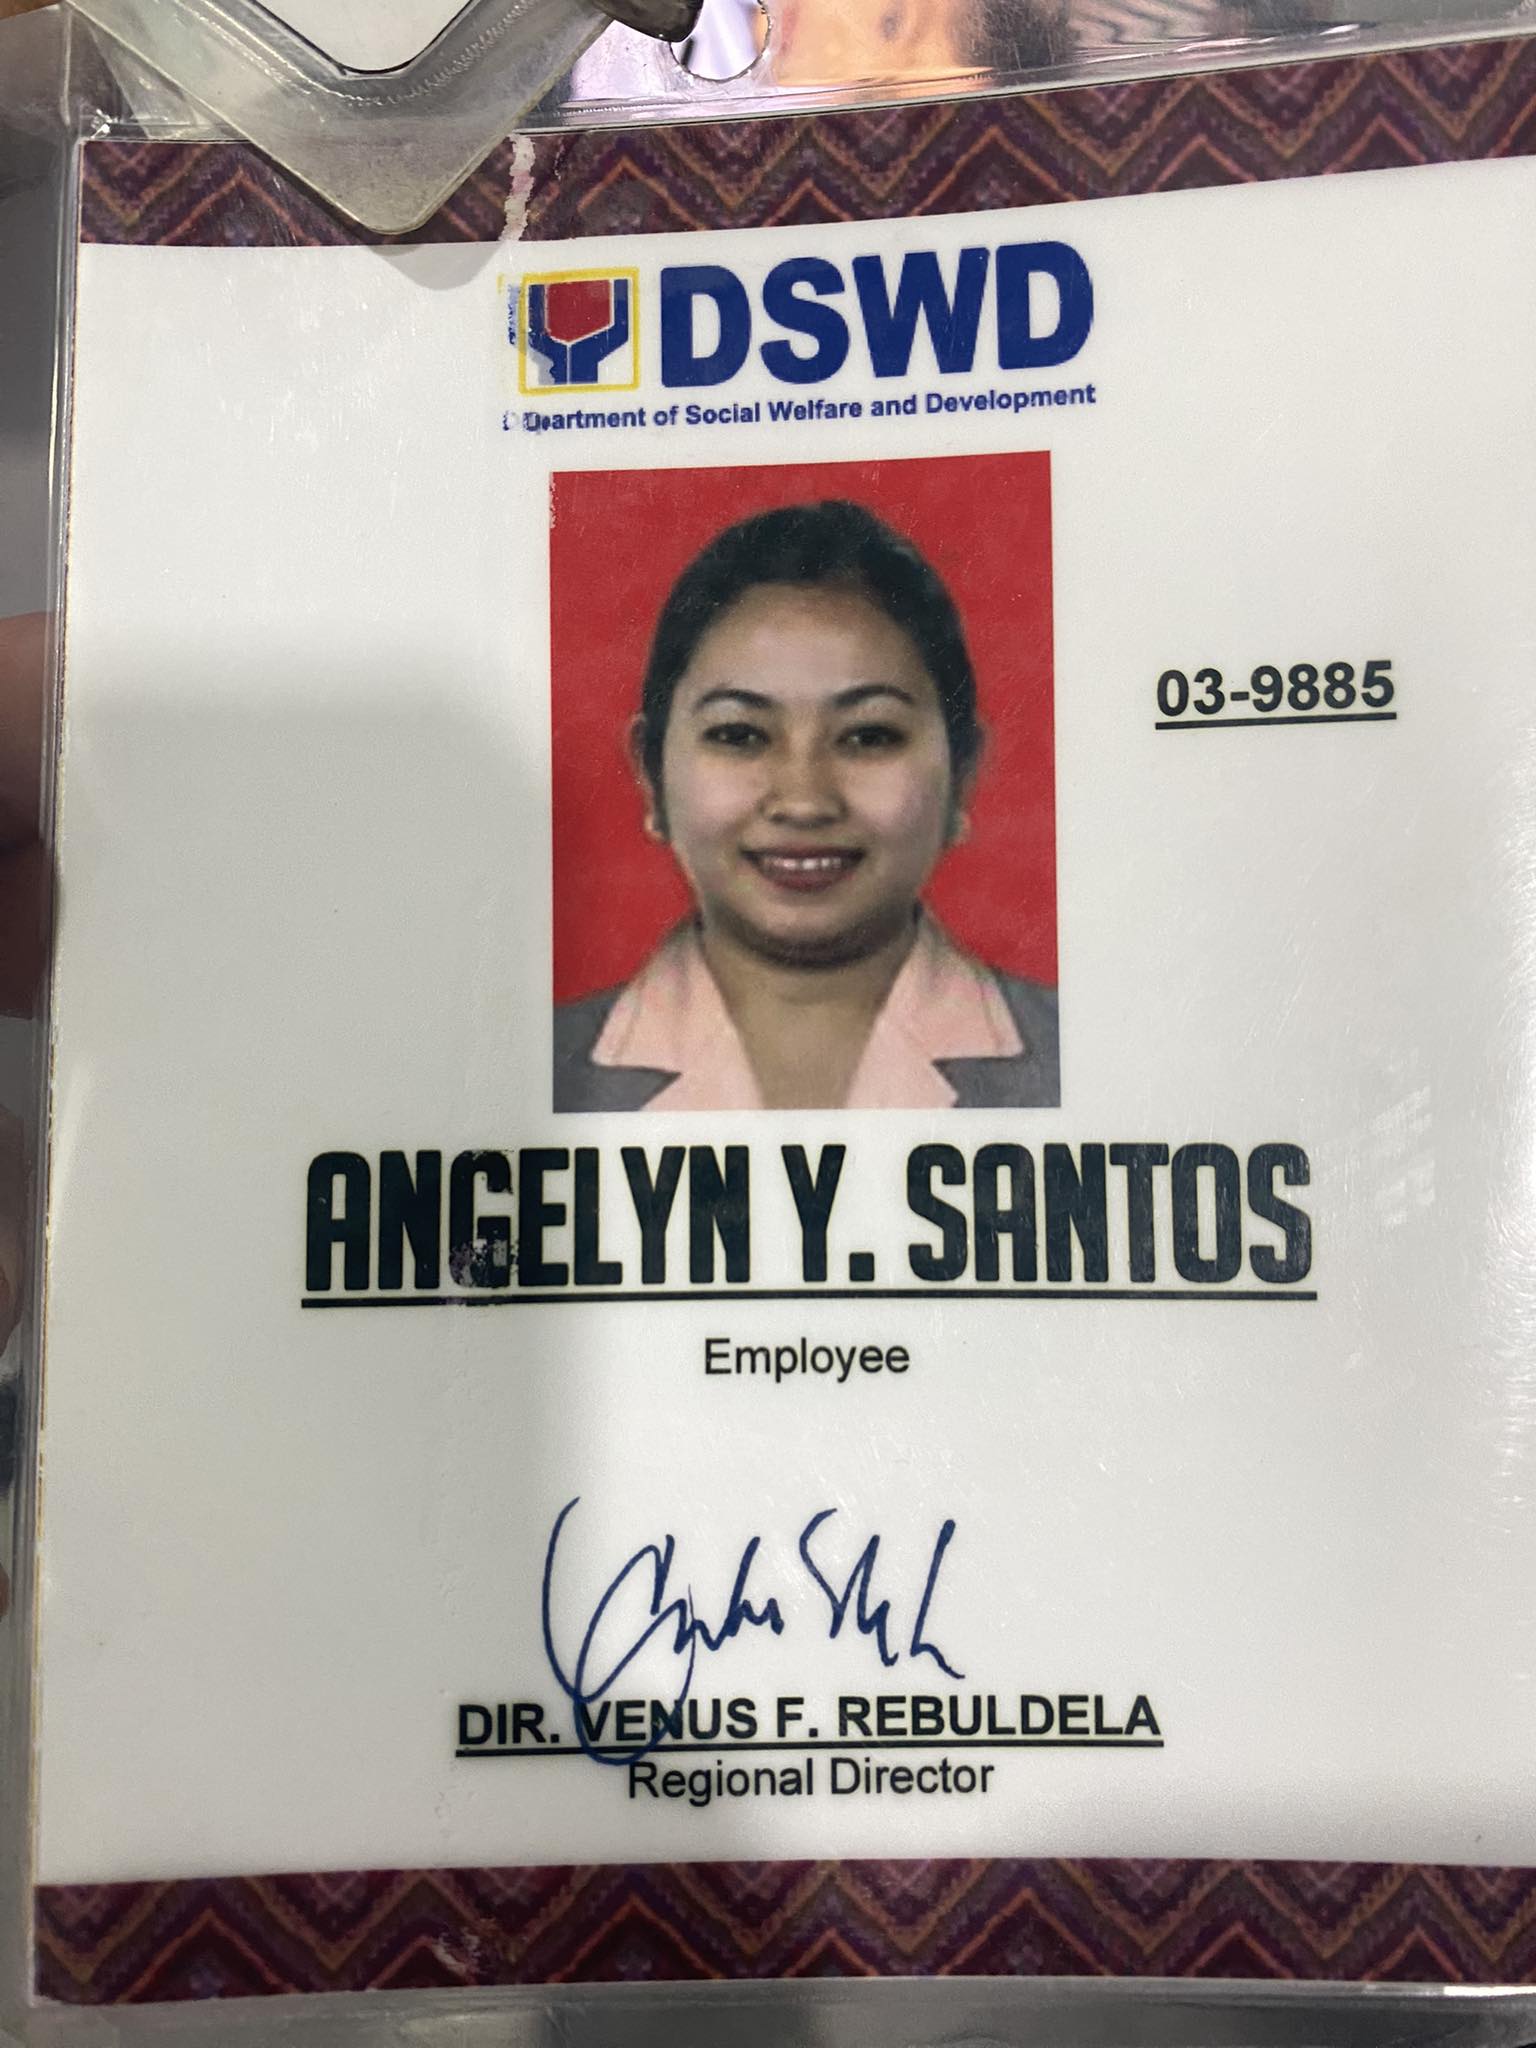 DSWD
Department of Social Welfare and Development
03-9885
ANGELYN Y. SANTOS
Employee
DIR. VENUS F. REBULDELA
Regional Director